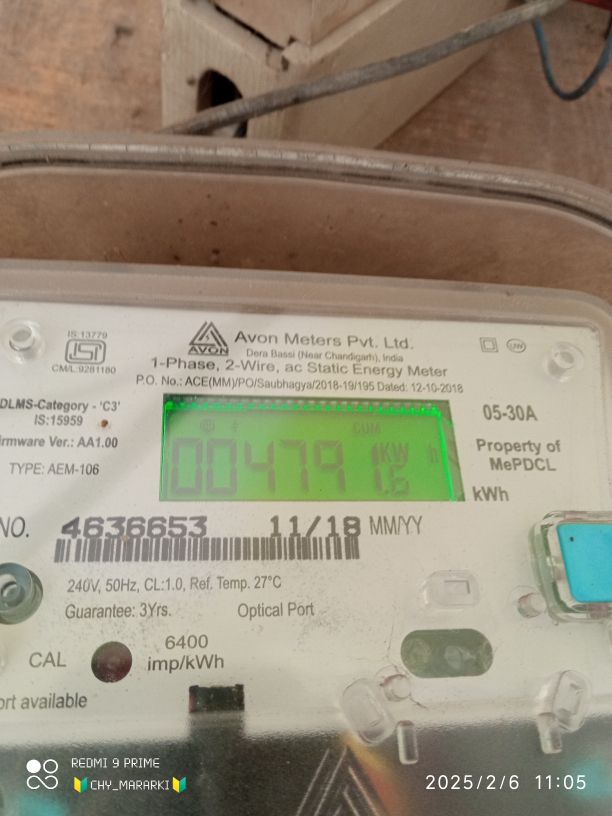 IS:13779
ISI
CM/L:9281180
AVON
Avon Meters Pvt. Ltd.
Dera Bassi (Near Chandigarh), India
1-Phase, 2-Wire, ac Static Energy Meter
P.O. No.: ACE(MM)/PO/Saubhagya/2018-19/195 Dated: 12-10-2018
DLMS-Category - 'C3'
IS:15959
Firmware Ver.: AA1.00
TYPE: AEM-106
CUM
004791.6 kW h
05-30A
Property of
MePDCL
kWh
NO. 4636653 11/18 MM/YY
240V, 50Hz, CL:1.0, Ref. Temp. 27°C
Guarantee: 3Yrs. Optical Port
CAL
6400
imp/kWh
ort available
REDMI 9 PRIME
CHY_MARARKI
2025/2/6 11:05